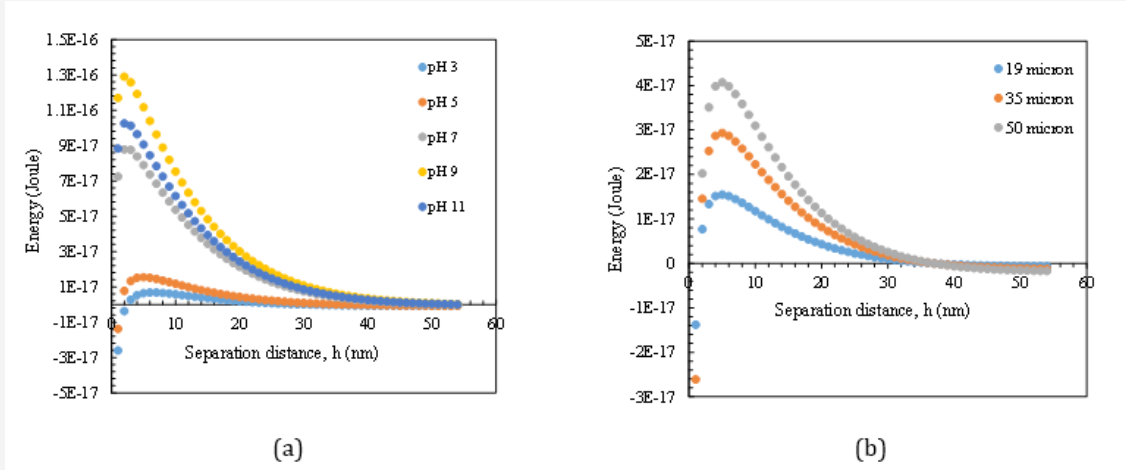 1.5E-16
1.3E-16
1.1E-16
9E-17
7E-17
5E-17
3E-17
1E-17
-1E-17
-3E-17
-5E-17
Energy (Joule)
0 10 20 30 40 50 60
Separation distance, h (nm)
pH 3
pH 5
pH 7
pH 9
pH 11
(a)
5E-17
4E-17
3E-17
2E-17
1E-17
0
-1E-17
-2E-17
-3E-17
Energy (Joule)
0 10 20 30 40 50 60
Separation distance, h (nm)
19 micron
35 micron
50 micron
(b)